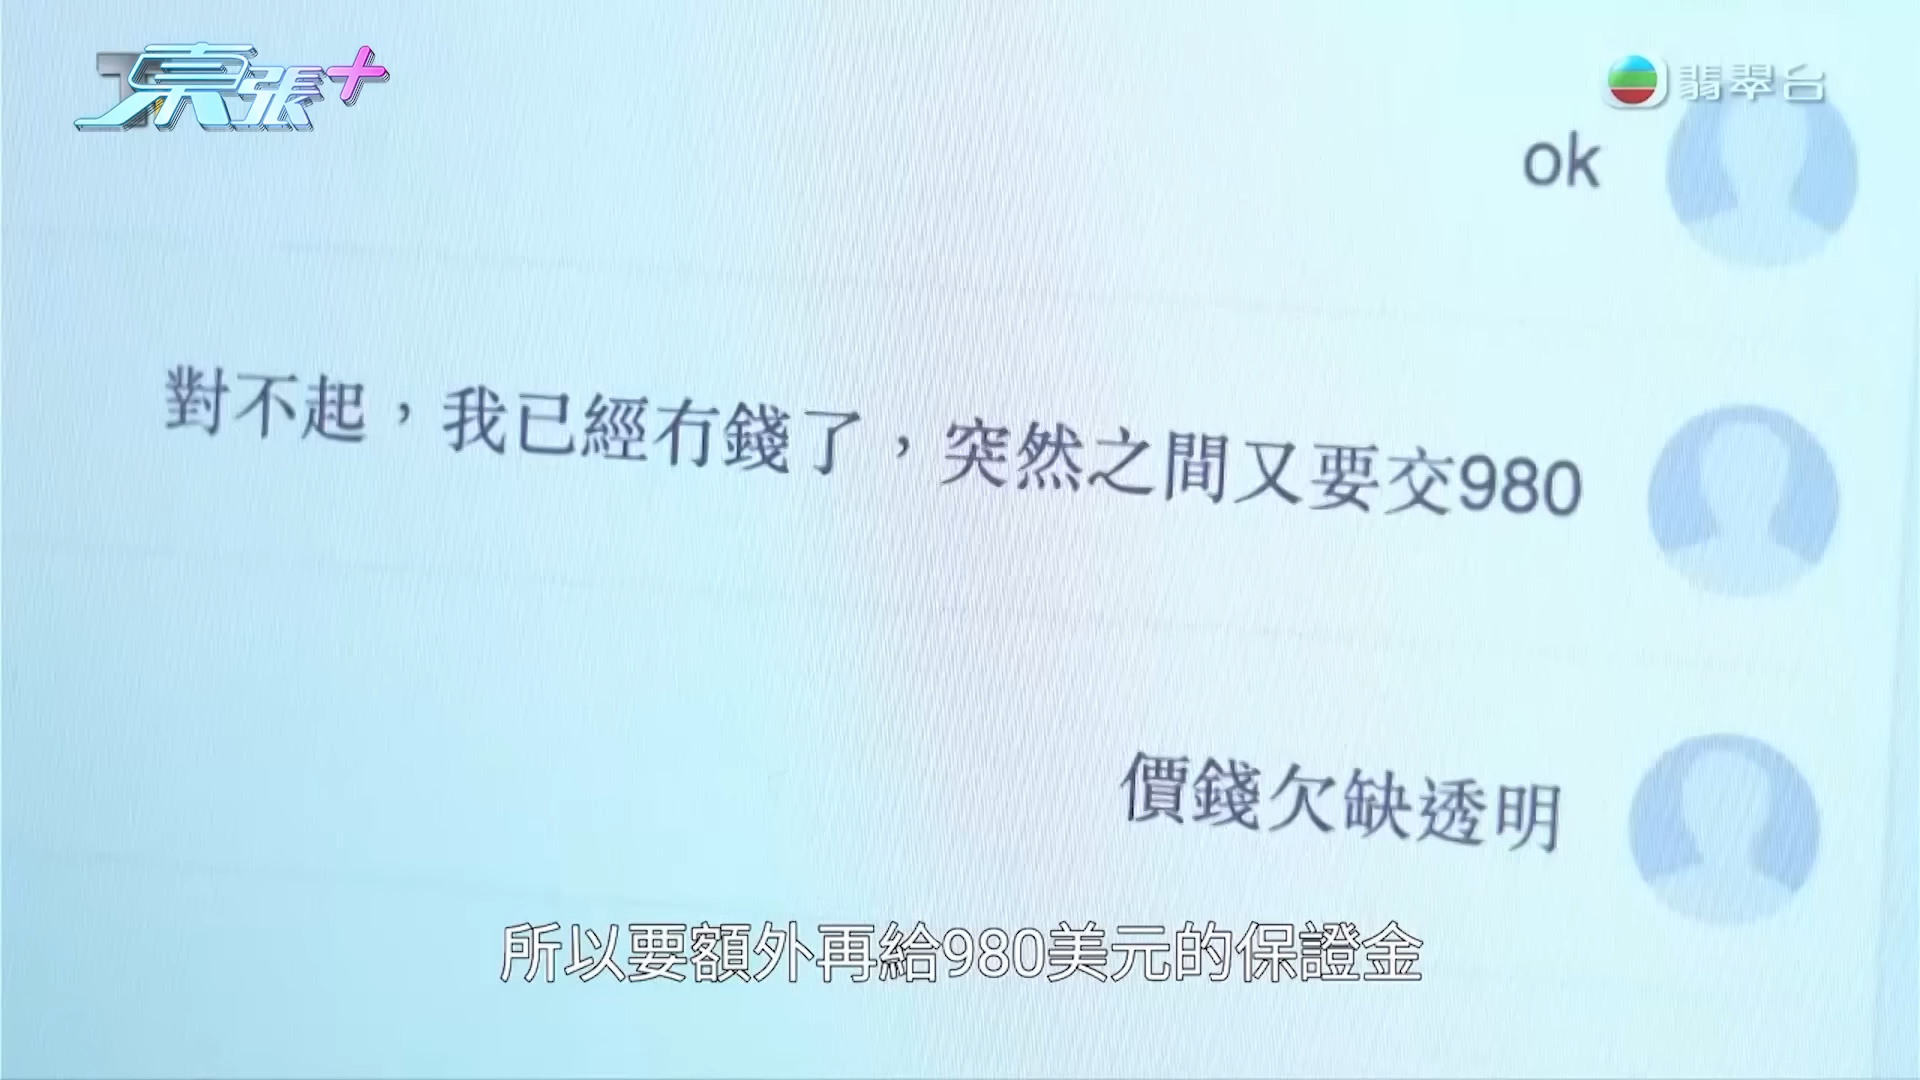 東張+
翡翠台
ok
對不起，我已經冇錢了，突然之間又要交980
價錢欠缺透明
所以要額外再給980美元的保證金